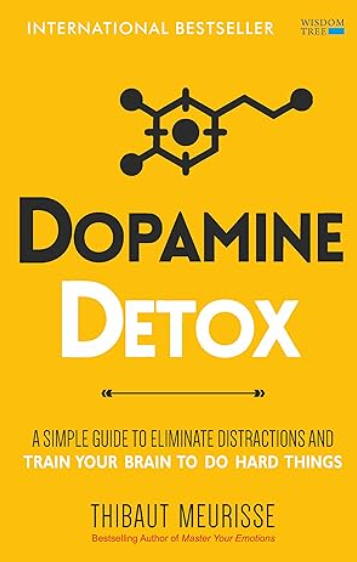 INTERNATIONAL BESTSELLER
WISDOM
TREE
DOPAMINE
DETOX
A SIMPLE GUIDE TO ELIMINATE DISTRACTIONS AND
TRAIN YOUR BRAIN TO DO HARD THINGS
THIBAUT MEURISSE
Bestselling Author of Master Your Emotions